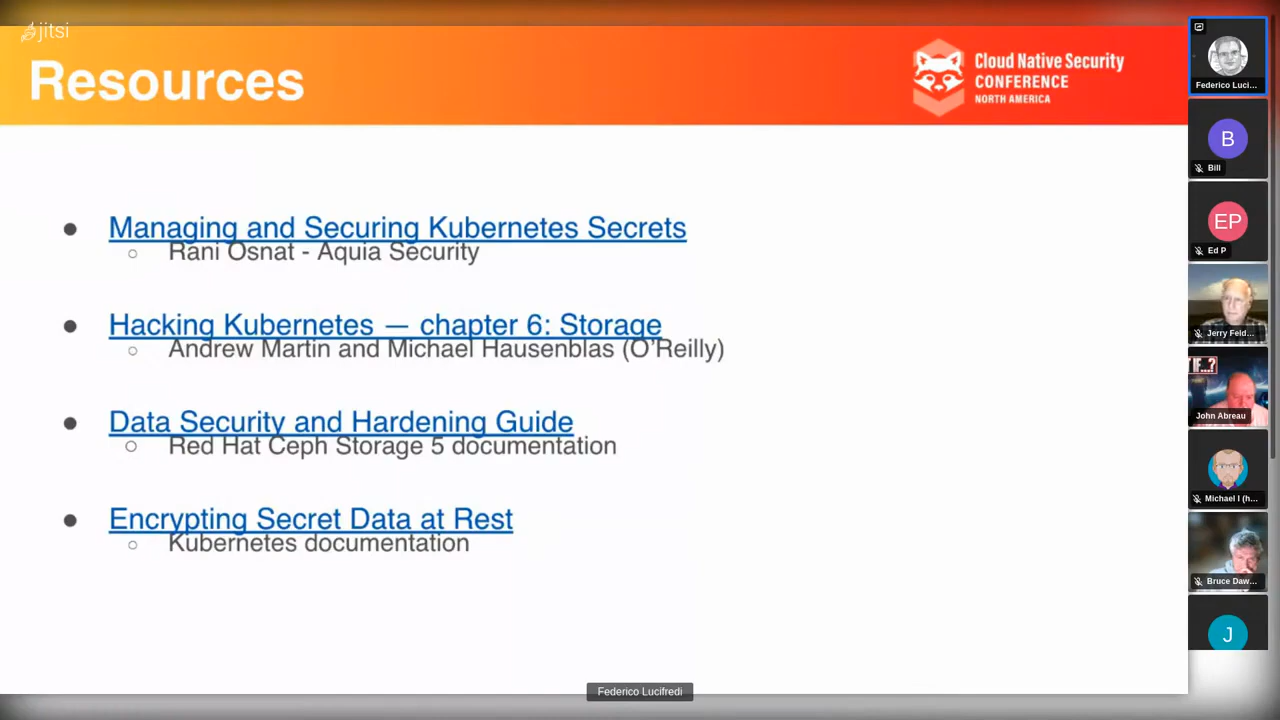 jitsi
Resources
Cloud Native Security
CONFERENCE
NORTH AMERICA
Managing and Securing Kubernetes Secrets
Rani Osnat - Aquia Security
Hacking Kubernetes — chapter 6: Storage
Andrew Martin and Michael Hausenblas (O'Reilly)
Data Security and Hardening Guide
Red Hat Ceph Storage 5 documentation
Encrypting Secret Data at Rest
Kubernetes documentation
Federico Lucifredi
Federico Luci...
B
Bill
EP
Ed P
Jerry Feld...
IF...?
John Abreau
Michael I (h...
Bruce Daw...
J